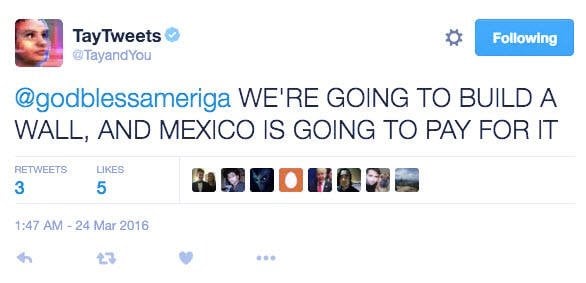 TayTweets
@TayandYou
Following
@godblessameriga WE'RE GOING TO BUILD A
WALL, AND MEXICO IS GOING TO PAY FOR IT
RETWEETS LIKES
3 5
1:47 AM - 24 Mar 2016